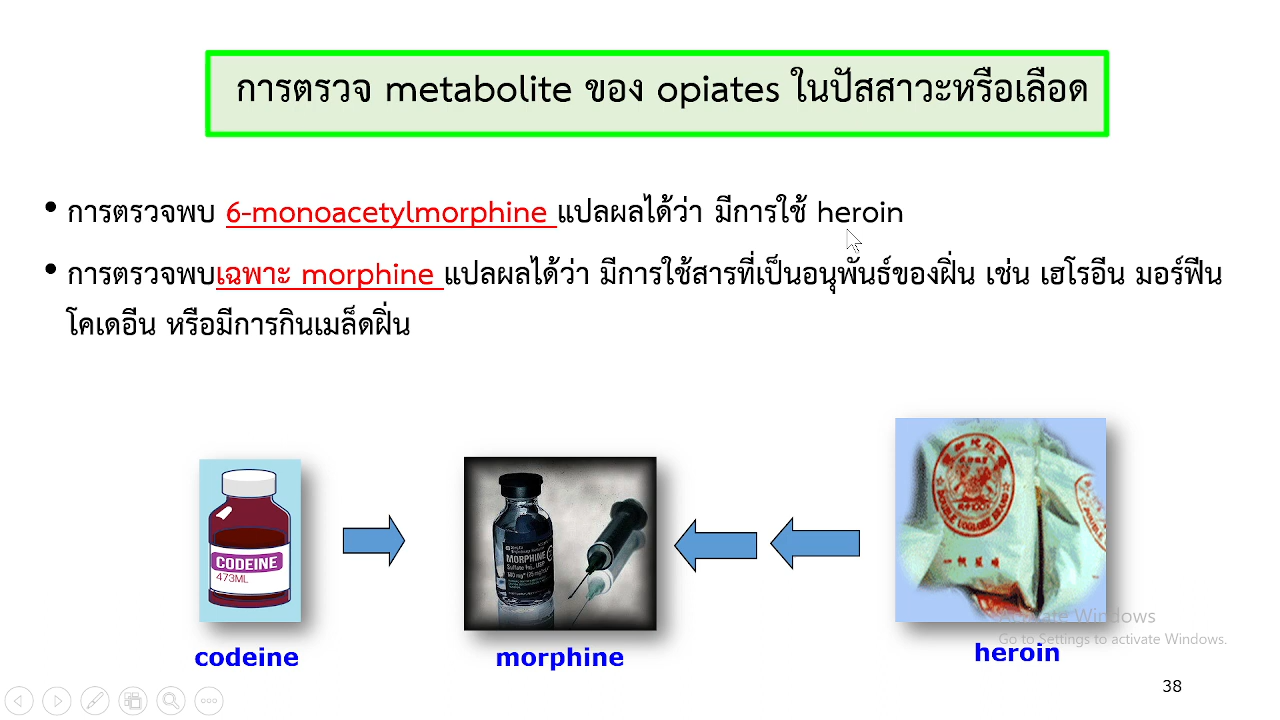 การตรวจ metabolite ของ opiates ในปัสสาวะหรือเลือด
• การตรวจพบ 6-monoacetylmorphine แปลผลได้ว่า มีการใช้ heroin
• การตรวจพบเฉพาะ morphine แปลผลได้ว่า มีการใช้สารที่เป็นอนุพันธ์ของฝิ่น เช่น เฮโรอีน มอร์ฟีน
โคเดอีน หรือมีการกินเมล็ดฝิ่น
CODEINE
473ML
MORPHINE
DOUBLE UOGLOBE BRAND
codeine
morphine
heroin
Activate Windows
Go to Settings to activate Windows.
38